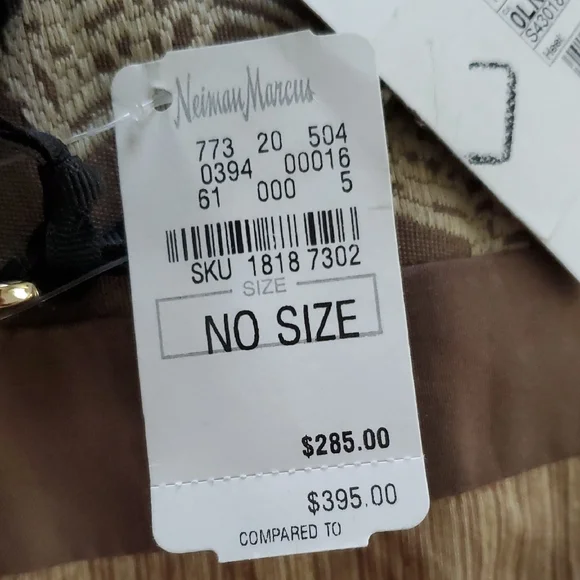 Neiman Marcus
773 20 504
0394 00016
61 000 5
SKU 1818 7302
SIZE
NO SIZE
$285.00
$395.00
COMPARED TO